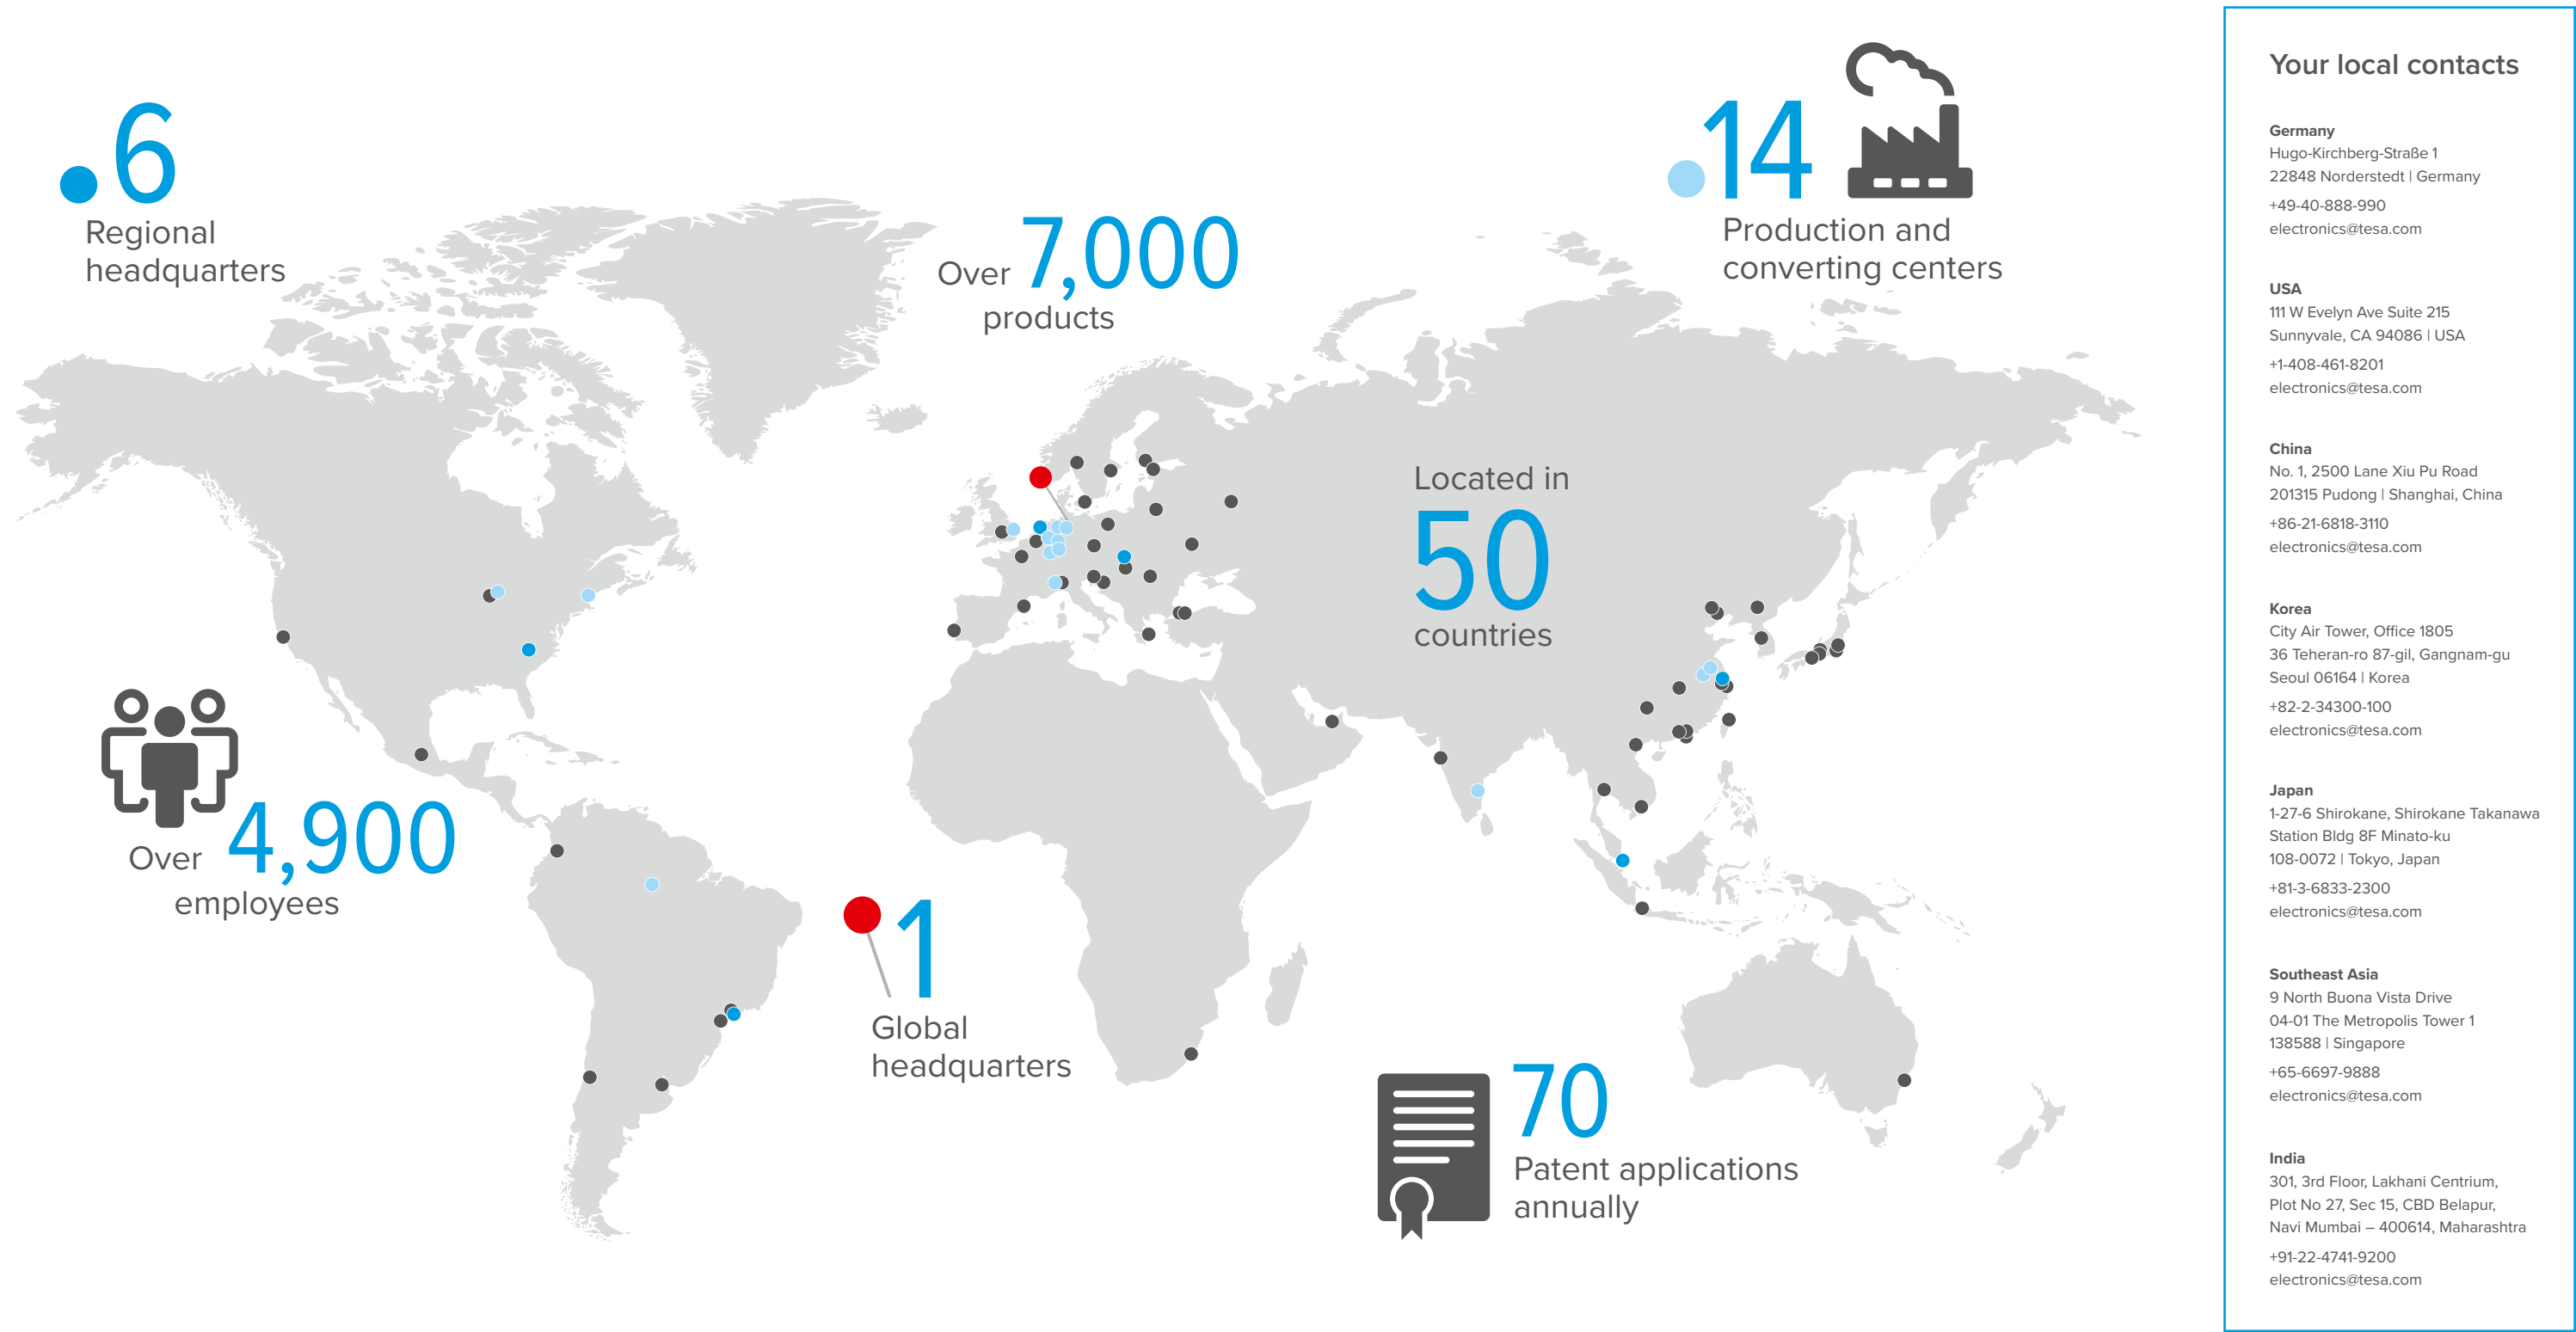 6
Regional
headquarters
Over 7,000
products
14
Production and
converting centers
Located in
50
countries
Over 4,900
employees
1
Global
headquarters
70
Patent applications
annually
Your local contacts
Germany
Hugo-Kirchberg-Straße 1
22848 Norderstedt | Germany
+49-40-888-990
electronics@tesa.com
USA
111 W Evelyn Ave Suite 215
Sunnyvale, CA 94086 | USA
+1-408-461-8201
electronics@tesa.com
China
No. 1, 2500 Lane Xiu Pu Road
201315 Pudong | Shanghai, China
+86-21-6818-3110
electronics@tesa.com
Korea
City Air Tower, Office 1805
36 Teheran-ro 87-gil, Gangnam-gu
Seoul 06164 | Korea
+82-2-34300-100
electronics@tesa.com
Japan
1-27-6 Shirokane, Shirokane Takanawa
Station Bldg 8F Minato-ku
108-0072 | Tokyo, Japan
+81-3-6833-2300
electronics@tesa.com
Southeast Asia
9 North Buona Vista Drive
04-01 The Metropolis Tower 1
138588 | Singapore
+65-6697-9888
electronics@tesa.com
India
301, 3rd Floor, Lakhani Centrium,
Plot No 27, Sec 15, CBD Belapur,
Navi Mumbai – 400614, Maharashtra
+91-22-4741-9200
electronics@tesa.com